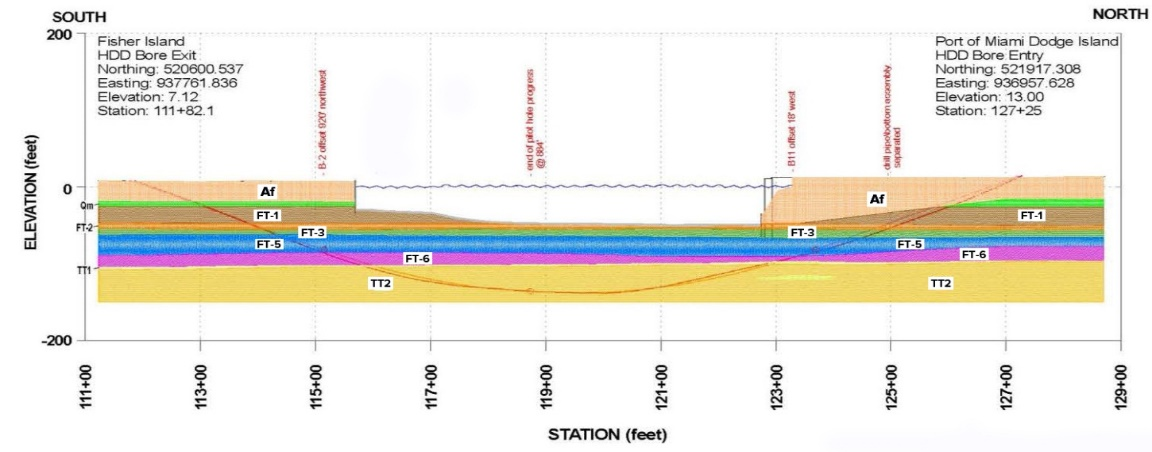 SOUTH
NORTH
200
0
-200
ELEVATION (feet)
Fisher Island
HDD Bore Exit
Northing: 520600.537
Easting: 937761.836
Elevation: 7.12
Station: 111+82.1
B-2 offset 920' northwest
end of pilot hole progress
@ 884'
B11 offset 18' west
drill pipe/bottom assembly
separated
Port of Miami Dodge Island
HDD Bore Entry
Northing: 521917.308
Easting: 936957.628
Elevation: 13.00
Station: 127+25
Qm
FT-2
TT1
Af
FT-1
FT-3
FT-5
FT-6
TT2
Af
FT-1
FT-3
FT-5
FT-6
TT2
111+00
113+00
115+00
117+00
119+00
121+00
123+00
125+00
127+00
129+00
STATION (feet)